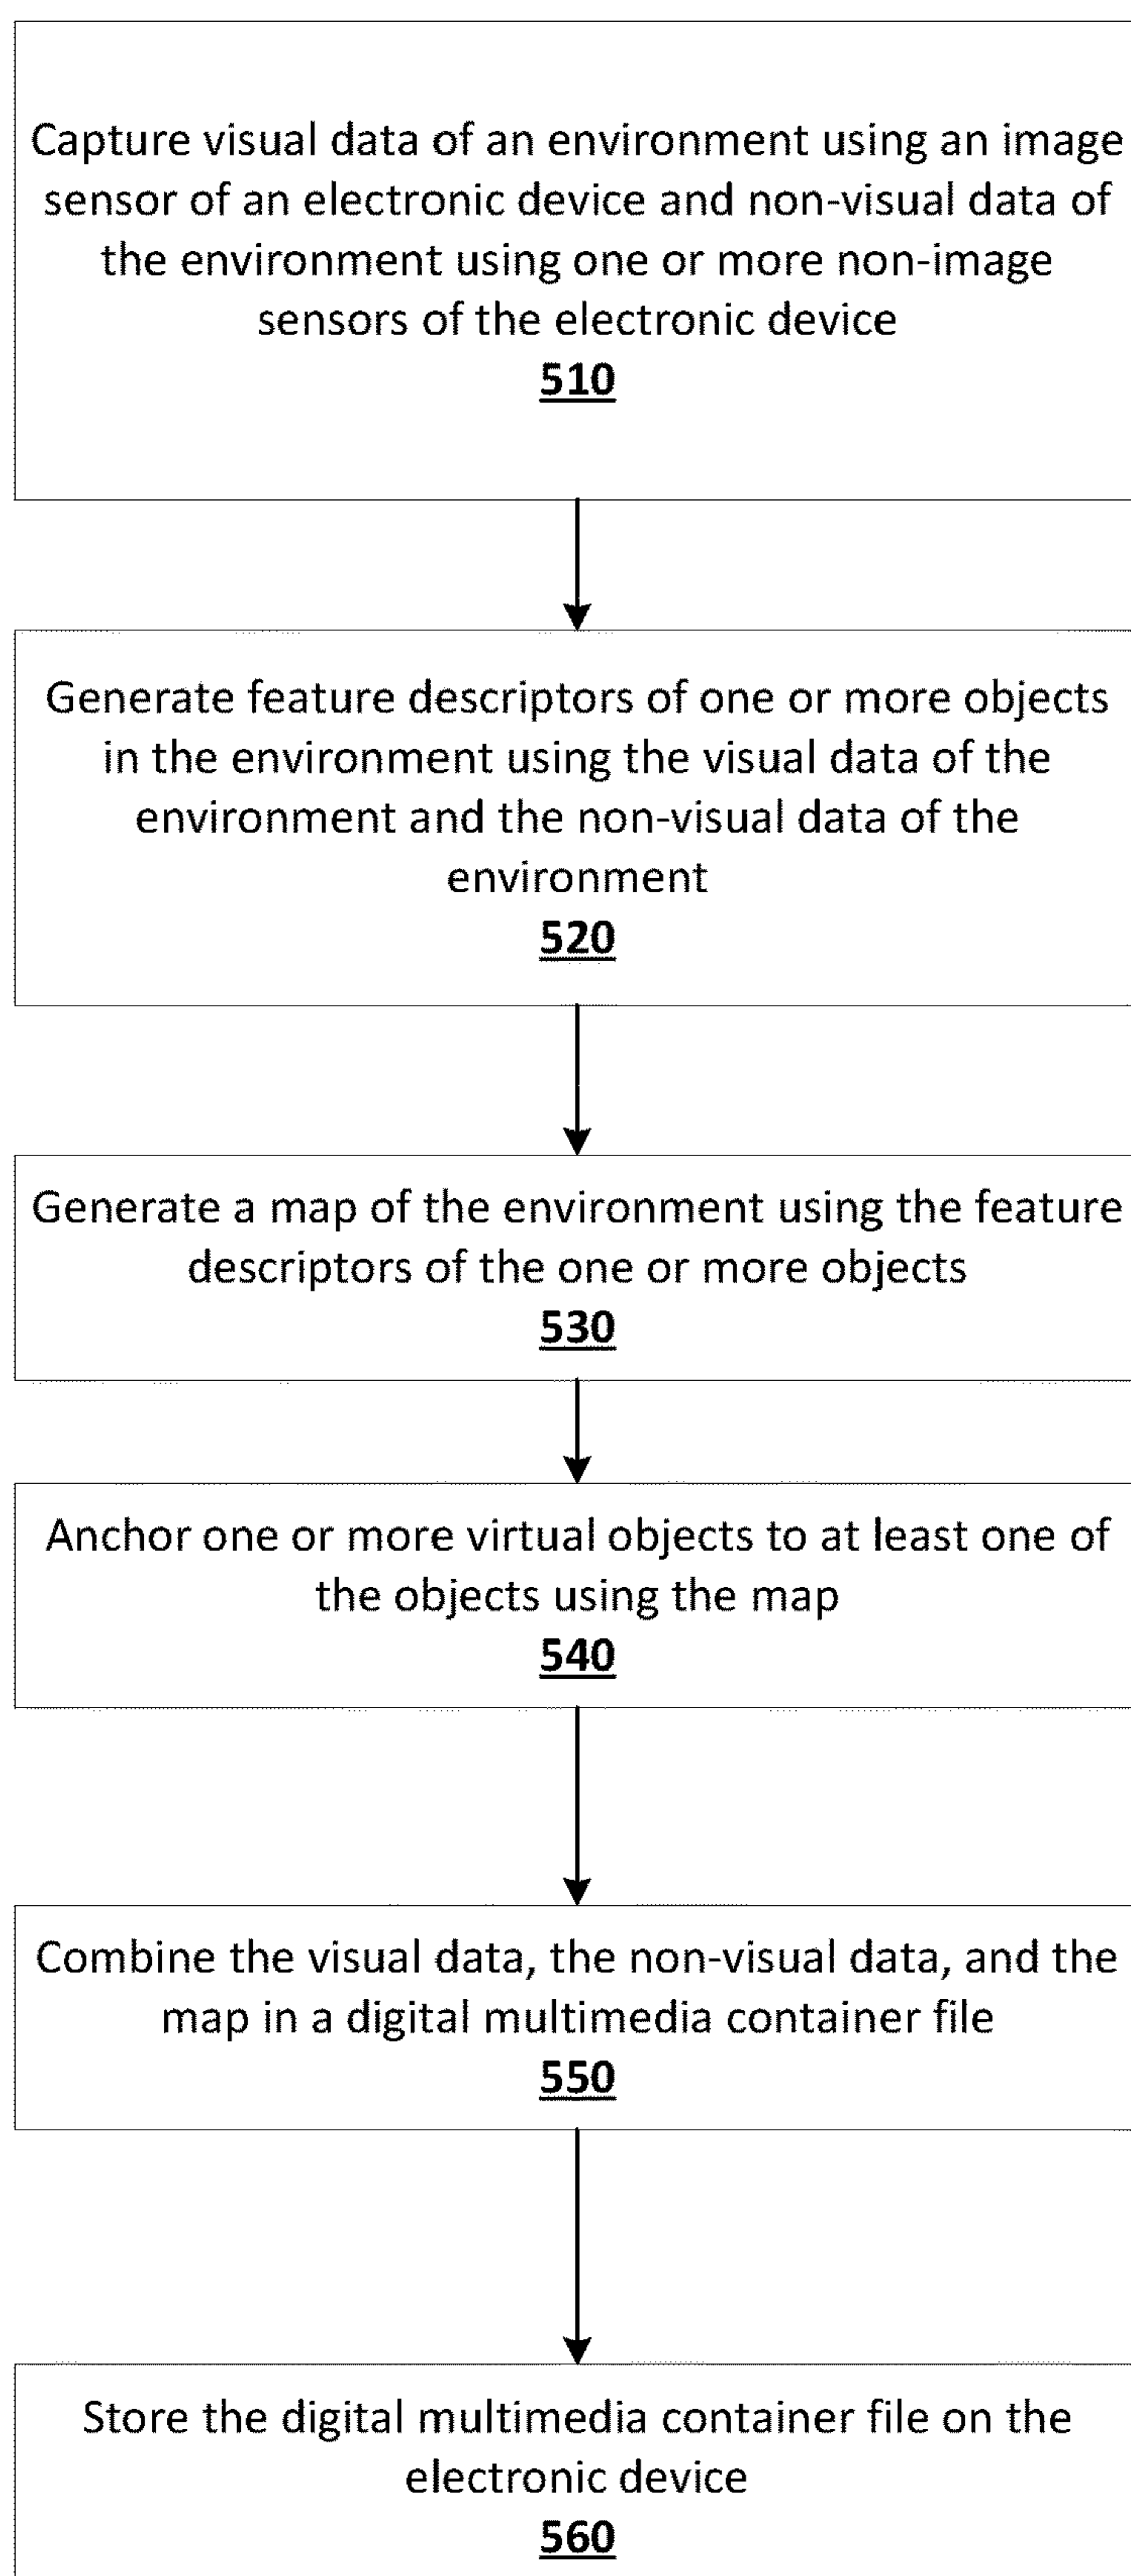 Capture visual data of an environment using an image
sensor of an electronic device and non-visual data of
the environment using one or more non-image
sensors of the electronic device
510
Generate feature descriptors of one or more objects
in the environment using the visual data of the
environment and the non-visual data of the
environment
520
Generate a map of the environment using the feature
descriptors of the one or more objects
530
Anchor one or more virtual objects to at least one of
the objects using the map
540
Combine the visual data, the non-visual data, and the
map in a digital multimedia container file
550
Store the digital multimedia container file on the
electronic device
560